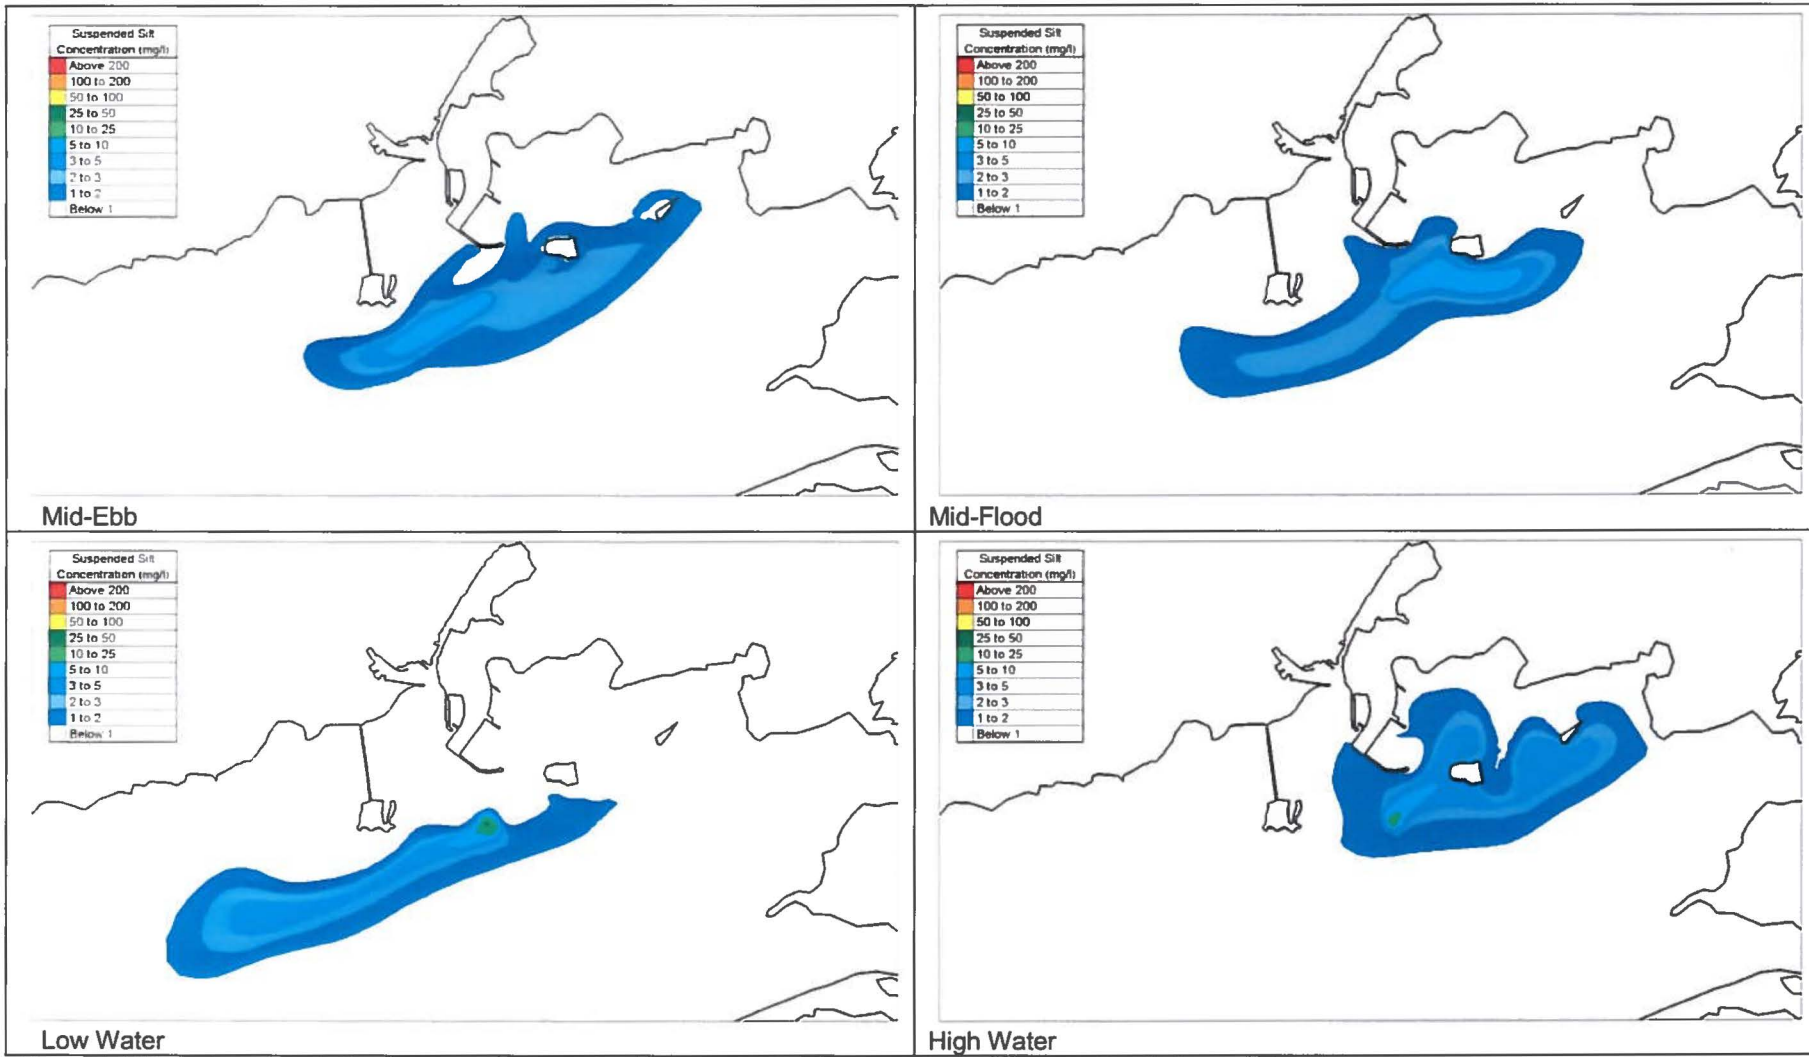 Suspended Silt
Concentration (mg/l)
Above 200
100 to 200
50 to 100
25 to 50
10 to 25
5 to 10
3 to 5
2 to 3
1 to 2
Below 1
Mid-Ebb
Suspended Silt
Concentration (mg/l)
Above 200
100 to 200
50 to 100
25 to 50
10 to 25
5 to 10
3 to 5
2 to 3
1 to 2
Below 1
Mid-Flood
Suspended Silt
Concentration (mg/l)
Above 200
100 to 200
50 to 100
25 to 50
10 to 25
5 to 10
3 to 5
2 to 3
1 to 2
Below 1
Low Water
Suspended Silt
Concentration (mg/l)
Above 200
100 to 200
50 to 100
25 to 50
10 to 25
5 to 10
3 to 5
2 to 3
1 to 2
Below 1
High Water